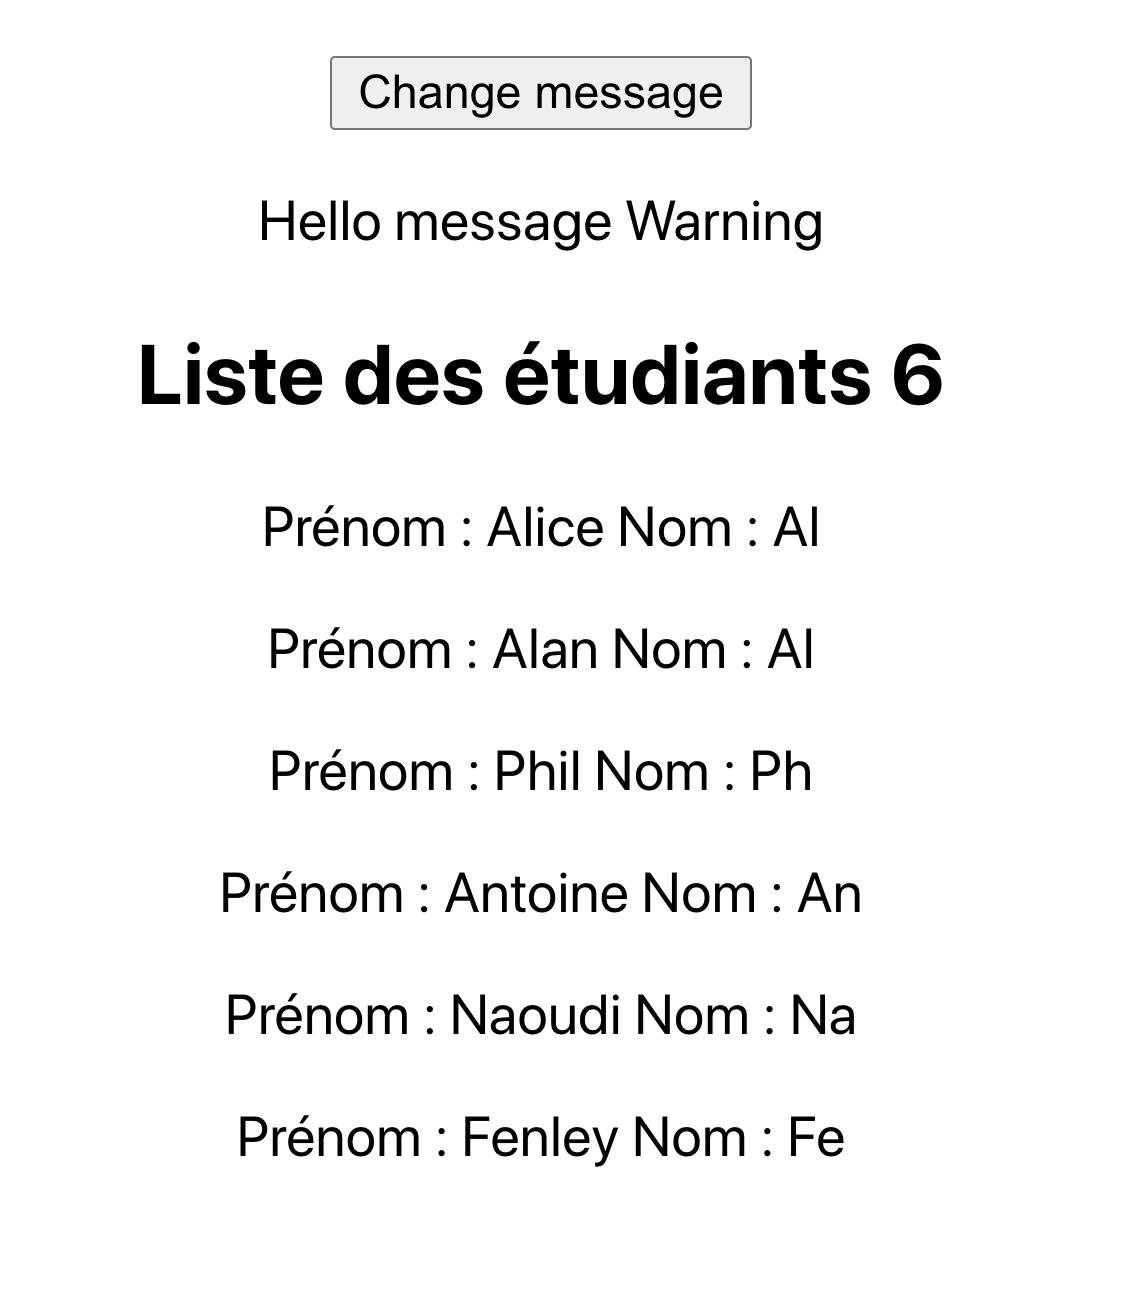 Change message
Hello message Warning
Liste des étudiants 6
Prénom : Alice Nom : Al
Prénom : Alan Nom : Al
Prénom : Phil Nom : Ph
Prénom : Antoine Nom : An
Prénom : Naoudi Nom : Na
Prénom : Fenley Nom : Fe